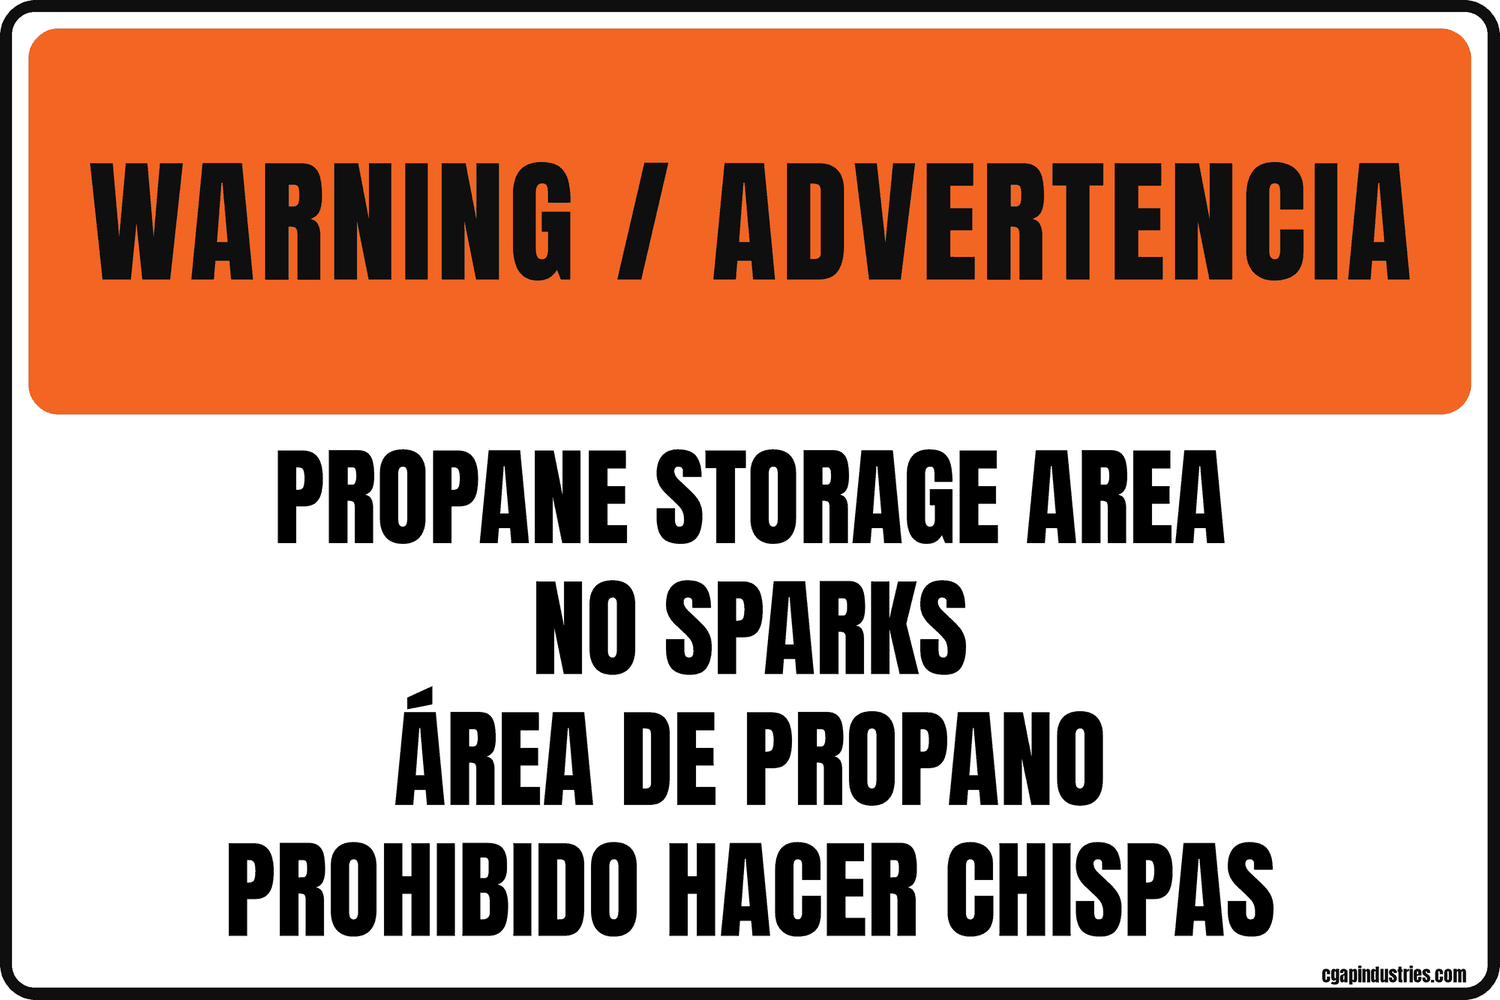 WARNING / ADVERTENCIA
PROPANE STORAGE AREA
NO SPARKS
ÁREA DE PROPANO
PROHIBIDO HACER CHISPAS
cgapindustries.com